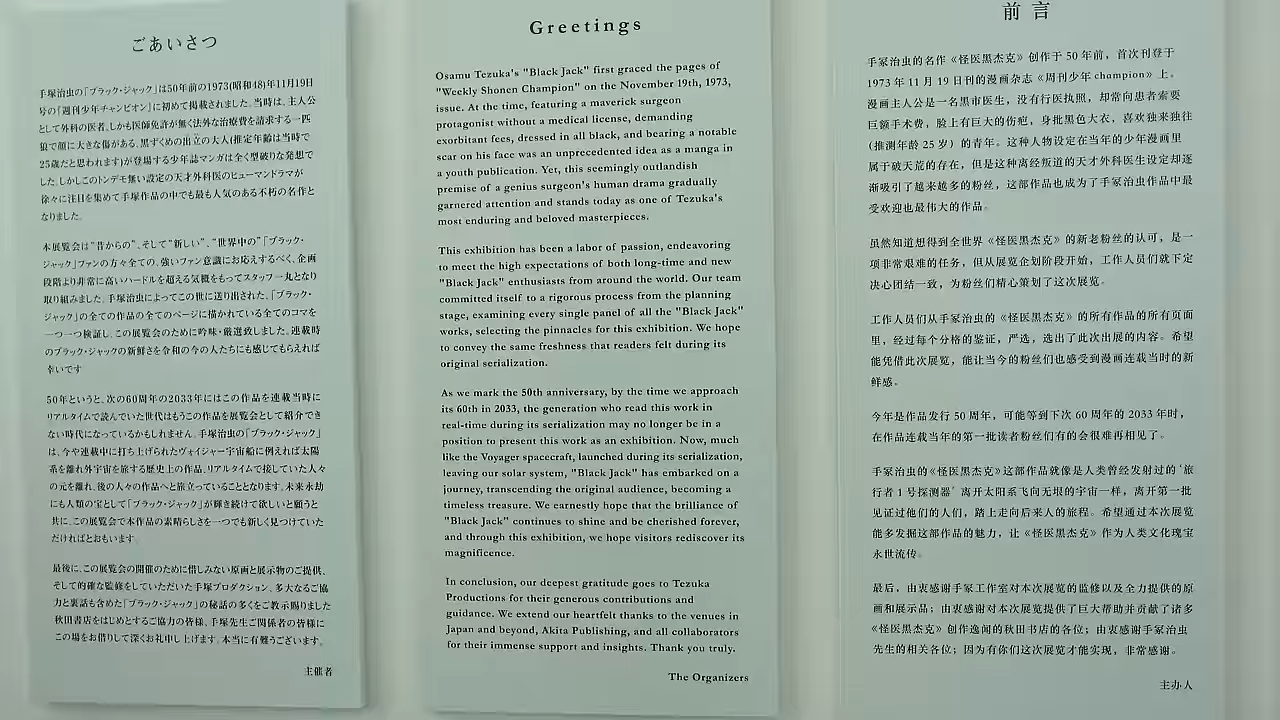 ごあいさつ
手塚治虫の「ブラック・ジャック」は50年前の1973(昭和48)年11月19日
号の「週刊少年チャンピオン」に初めて掲載されました。当時は、主人公
として外科の医者、しかも医師免許が無く法外な治療費を請求する一匹
狼で顔に大きな傷がある、黒ずくめの出立の大人(推定年齢は当時で
25歳だと思われます)が登場する少年誌マンガは全く型破りな発想で
した。しかしこのトンデモ無い設定の天才外科医のヒューマンドラマが
徐々に注目を集めて手塚作品の中でも最も人気のある不朽の名作と
なりました。
本展覧会は“昔からの”、そして“新しい”、“世界中の”「ブラック・
ジャック」ファンの方々全ての、強いファン意識にお応えするべく、企画
段階より非常に高いハードルを超える気概をもってスタッフ一丸となり
取り組みました。手塚治虫によってこの世に送り出された、「ブラック・
ジャック」の全ての作品の全てのページに描かれている全てのコマを
一つ一つ検証し、この展覧会のために吟味・厳選致しました。連載時
のブラック・ジャックの新鮮さを令和の今の人たちにも感じてもらえれば
幸いです
50年というと、次の60周年の2033年にはこの作品を連載当時に
リアルタイムで読んでいた世代はもうこの作品を展覧会として紹介でき
ない時代になっているかもしれません。手塚治虫の「ブラック・ジャック」
は、今や連載中に打ち上げられたヴォイジャー宇宙船に例えれば太陽
系を離れ外宇宙を旅する歴史上の作品。リアルタイムで接していた人々
の元を離れ、後の人々の作品へと旅立っていることとなります。未来永劫
にも人類の宝として「ブラック・ジャック」が輝き続けて欲しいと願うと
共に、この展覧会で本作品の素晴らしさを一つでも新しく見つけていた
だければとおもいます。
最後に、この展覧会の開催のために惜しみない原画と展示物のご提供、
そして的確な監修をしていただいた手塚プロダクション、多大なるご協
力と裏話も含めた「ブラック・ジャック」の秘話の多くをご教示賜りました
秋田書店をはじめとするご協力の皆様、手塚先生ご関係者の皆様に
この場をお借りして深くお礼申し上げます。本当に有難うございます。
主催者
Greetings
Osamu Tezuka's "Black Jack" first graced the pages of
"Weekly Shonen Champion" on the November 19th, 1973,
issue. At the time, featuring a maverick surgeon
protagonist without a medical license, demanding
exorbitant fees, dressed in all black, and bearing a notable
scar on his face was an unprecedented idea as a manga in
a youth publication. Yet, this seemingly outlandish
premise of a genius surgeon's human drama gradually
garnered attention and stands today as one of Tezuka's
most enduring and beloved masterpieces.
This exhibition has been a labor of passion, endeavoring
to meet the high expectations of both long-time and new
"Black Jack" enthusiasts from around the world. Our team
committed itself to a rigorous process from the planning
stage, examining every single panel of all the "Black Jack"
works, selecting the pinnacles for this exhibition. We hope
to convey the same freshness that readers felt during its
original serialization.
As we mark the 50th anniversary, by the time we approach
its 60th in 2033, the generation who read this work in
real-time during its serialization may no longer be in a
position to present this work as an exhibition. Now, much
like the Voyager spacecraft, launched during its serialization,
leaving our solar system, "Black Jack" has embarked on a
journey, transcending the original audience, becoming a
timeless treasure. We earnestly hope that the brilliance of
"Black Jack" continues to shine and be cherished forever,
and through this exhibition, we hope visitors rediscover its
magnificence.
In conclusion, our deepest gratitude goes to Tezuka
Productions for their generous contributions and
guidance. We extend our heartfelt thanks to the venues in
Japan and beyond, Akita Publishing, and all collaborators
for their immense support and insights. Thank you truly.
The Organizers
前言
手冢治虫的名作《怪医黑杰克》创作于 50 年前，首次刊登于
1973 年 11 月 19 日刊的漫画杂志《周刊少年 champion》上。
漫画主人公是一名黑市医生，没有行医执照，却常向患者索要
巨额手术费，脸上有巨大的伤疤，身批黑色大衣，喜欢独来独往
(推测年龄 25 岁）的青年。这种人物设定在当年的少年漫画里
属于破天荒的存在，但是这种离经叛道的天才外科医生设定却逐
渐吸引了越来越多的粉丝，这部作品也成为了手冢治虫作品中最
受欢迎也最伟大的作品。
虽然知道想得到全世界《怪医黑杰克》的新老粉丝的认可，是一
项非常艰难的任务，但从展览企划阶段开始，工作人员们就下定
决心团结一致，为粉丝们精心策划了这次展览。
工作人员们从手冢治虫的《怪医黑杰克》的所有作品的所有页面
里，经过每个分格的鉴证，严选，选出了此次出展的内容。希望
能凭借此次展览，能让当今的粉丝们也感受到漫画连载当时的新
鲜感。
今年是作品发行 50 周年，可能等到下次 60 周年的 2033 年时，
在作品连载当年的第一批读者粉丝们有的会很难再相见了。
手冢治虫的《怪医黑杰克》这部作品就像是人类曾经发射过的‘旅
行者 1 号探测器’离开太阳系飞向无垠的宇宙一样，离开第一批
见证过他们的人们，踏上走向后来人的旅程。希望通过本次展览
能多发掘这部作品的魅力，让《怪医黑杰克》作为人类文化瑰宝
永世流传。
最后，由衷感谢手冢工作室对本次展览的监修以及全力提供的原
画和展示品；由衷感谢对本次展览提供了巨大帮助并贡献了诸多
《怪医黑杰克》创作逸闻的秋田书店的各位；由衷感谢手冢治虫
先生的相关各位；因为有你们这次展览才能实现，非常感谢。
主办人